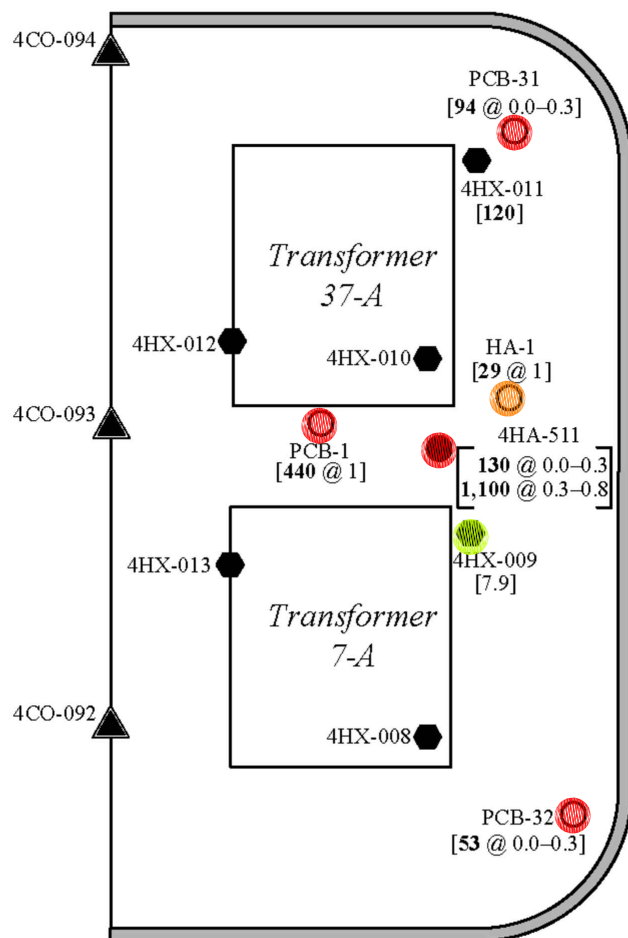 4CO-094
PCB-31
[94 @ 0.0–0.3]
4HX-011
[120]
Transformer
37-A
4HX-012
4HX-010
HA-1
[29 @ 1]
4CO-093
PCB-1
[440 @ 1]
4HA-511
130 @ 0.0–0.3
1,100 @ 0.3–0.8
4HX-013
4HX-009
[7.9]
Transformer
7-A
4CO-092
4HX-008
PCB-32
[53 @ 0.0–0.3]